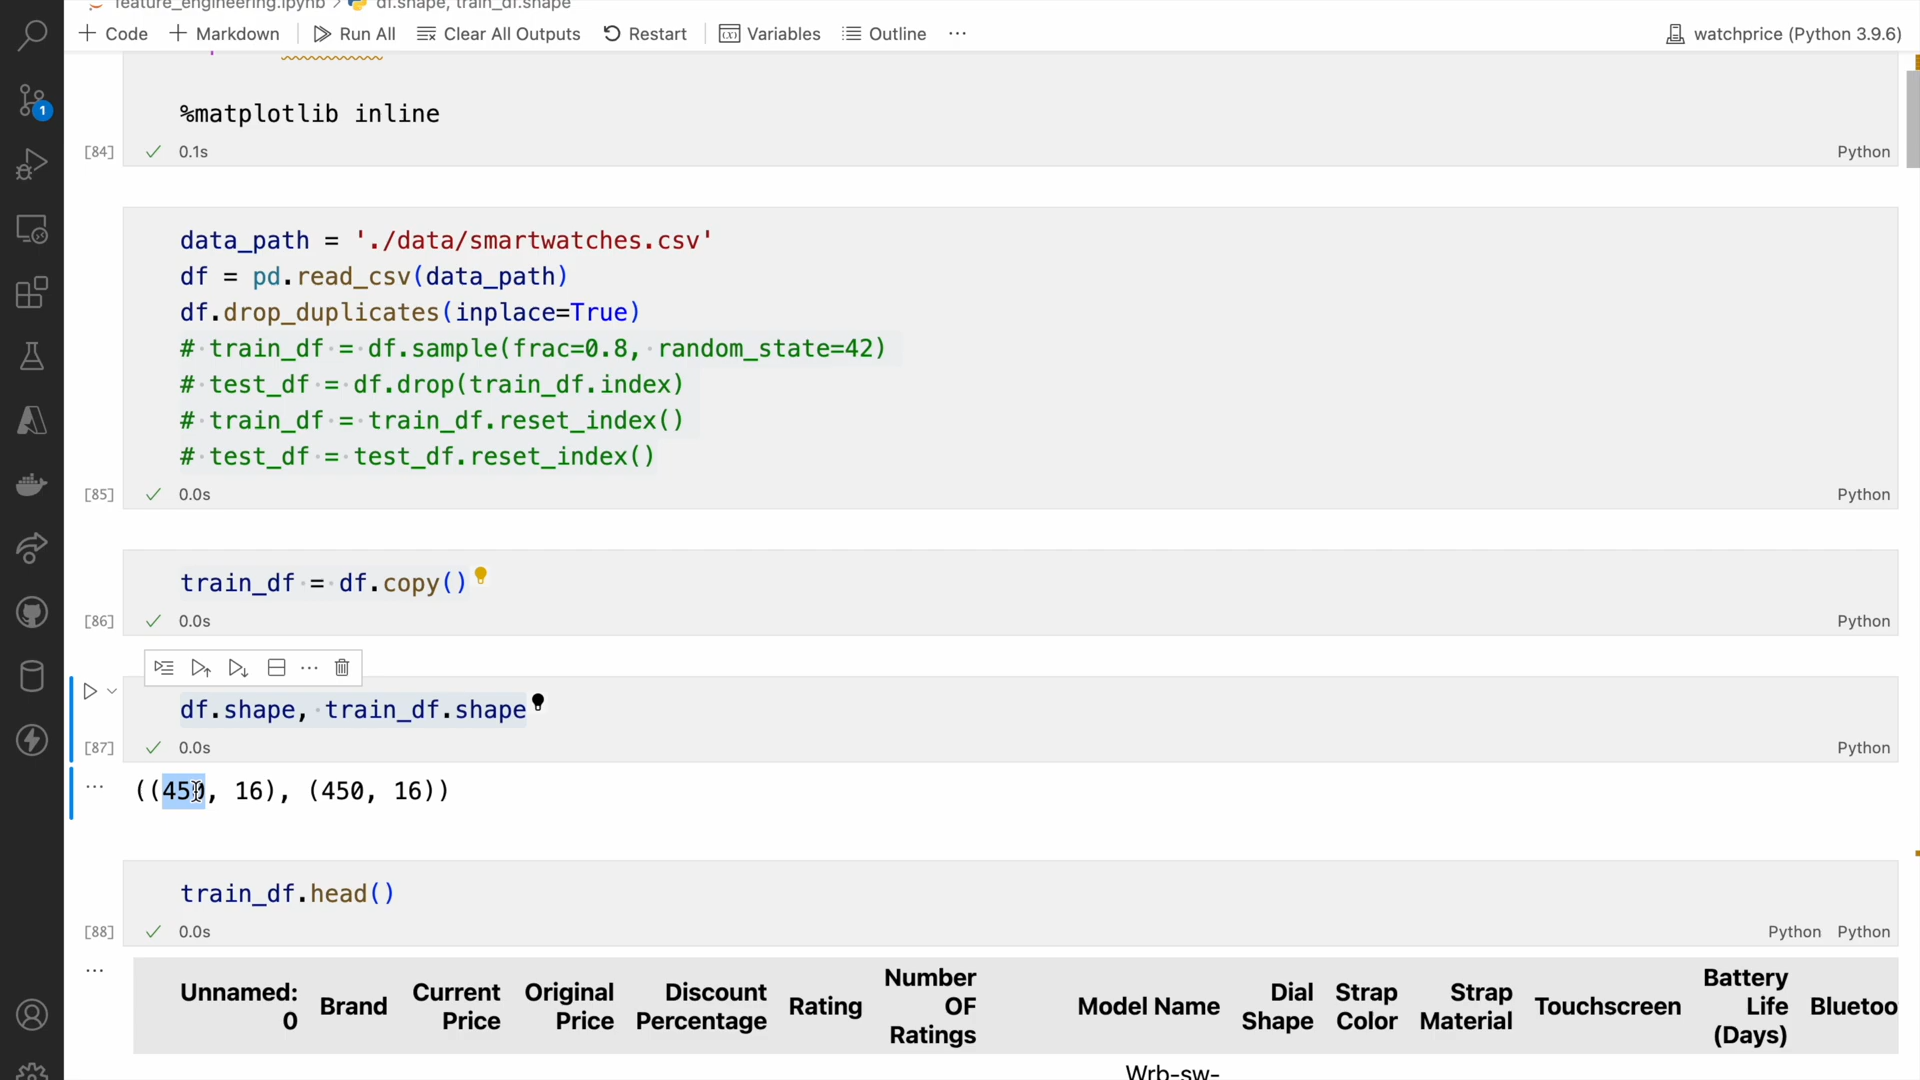 feature_engineering.ipynb > df.shape, train_df.shape
+ Code + Markdown Run All Clear All Outputs Restart Variables Outline ... watchprice (Python 3.9.6)
1
%matplotlib inline
[84] ✓ 0.1s Python
data_path = './data/smartwatches.csv'
df = pd.read_csv(data_path)
df.drop_duplicates(inplace=True)
# train_df = df.sample(frac=0.8, random_state=42)
# test_df = df.drop(train_df.index)
# train_df = train_df.reset_index()
# test_df = test_df.reset_index()
[85] ✓ 0.0s Python
train_df = df.copy()
[86] ✓ 0.0s Python
df.shape, train_df.shape
[87] ✓ 0.0s Python
((450, 16), (450, 16))
train_df.head()
[88] ✓ 0.0s Python Python
Unnamed: 0 Brand Current Price Original Price Discount Percentage Rating Number OF Ratings Model Name Dial Shape Strap Color Strap Material Touchscreen Battery Life (Days) Bluetoo
Wrb-sw-